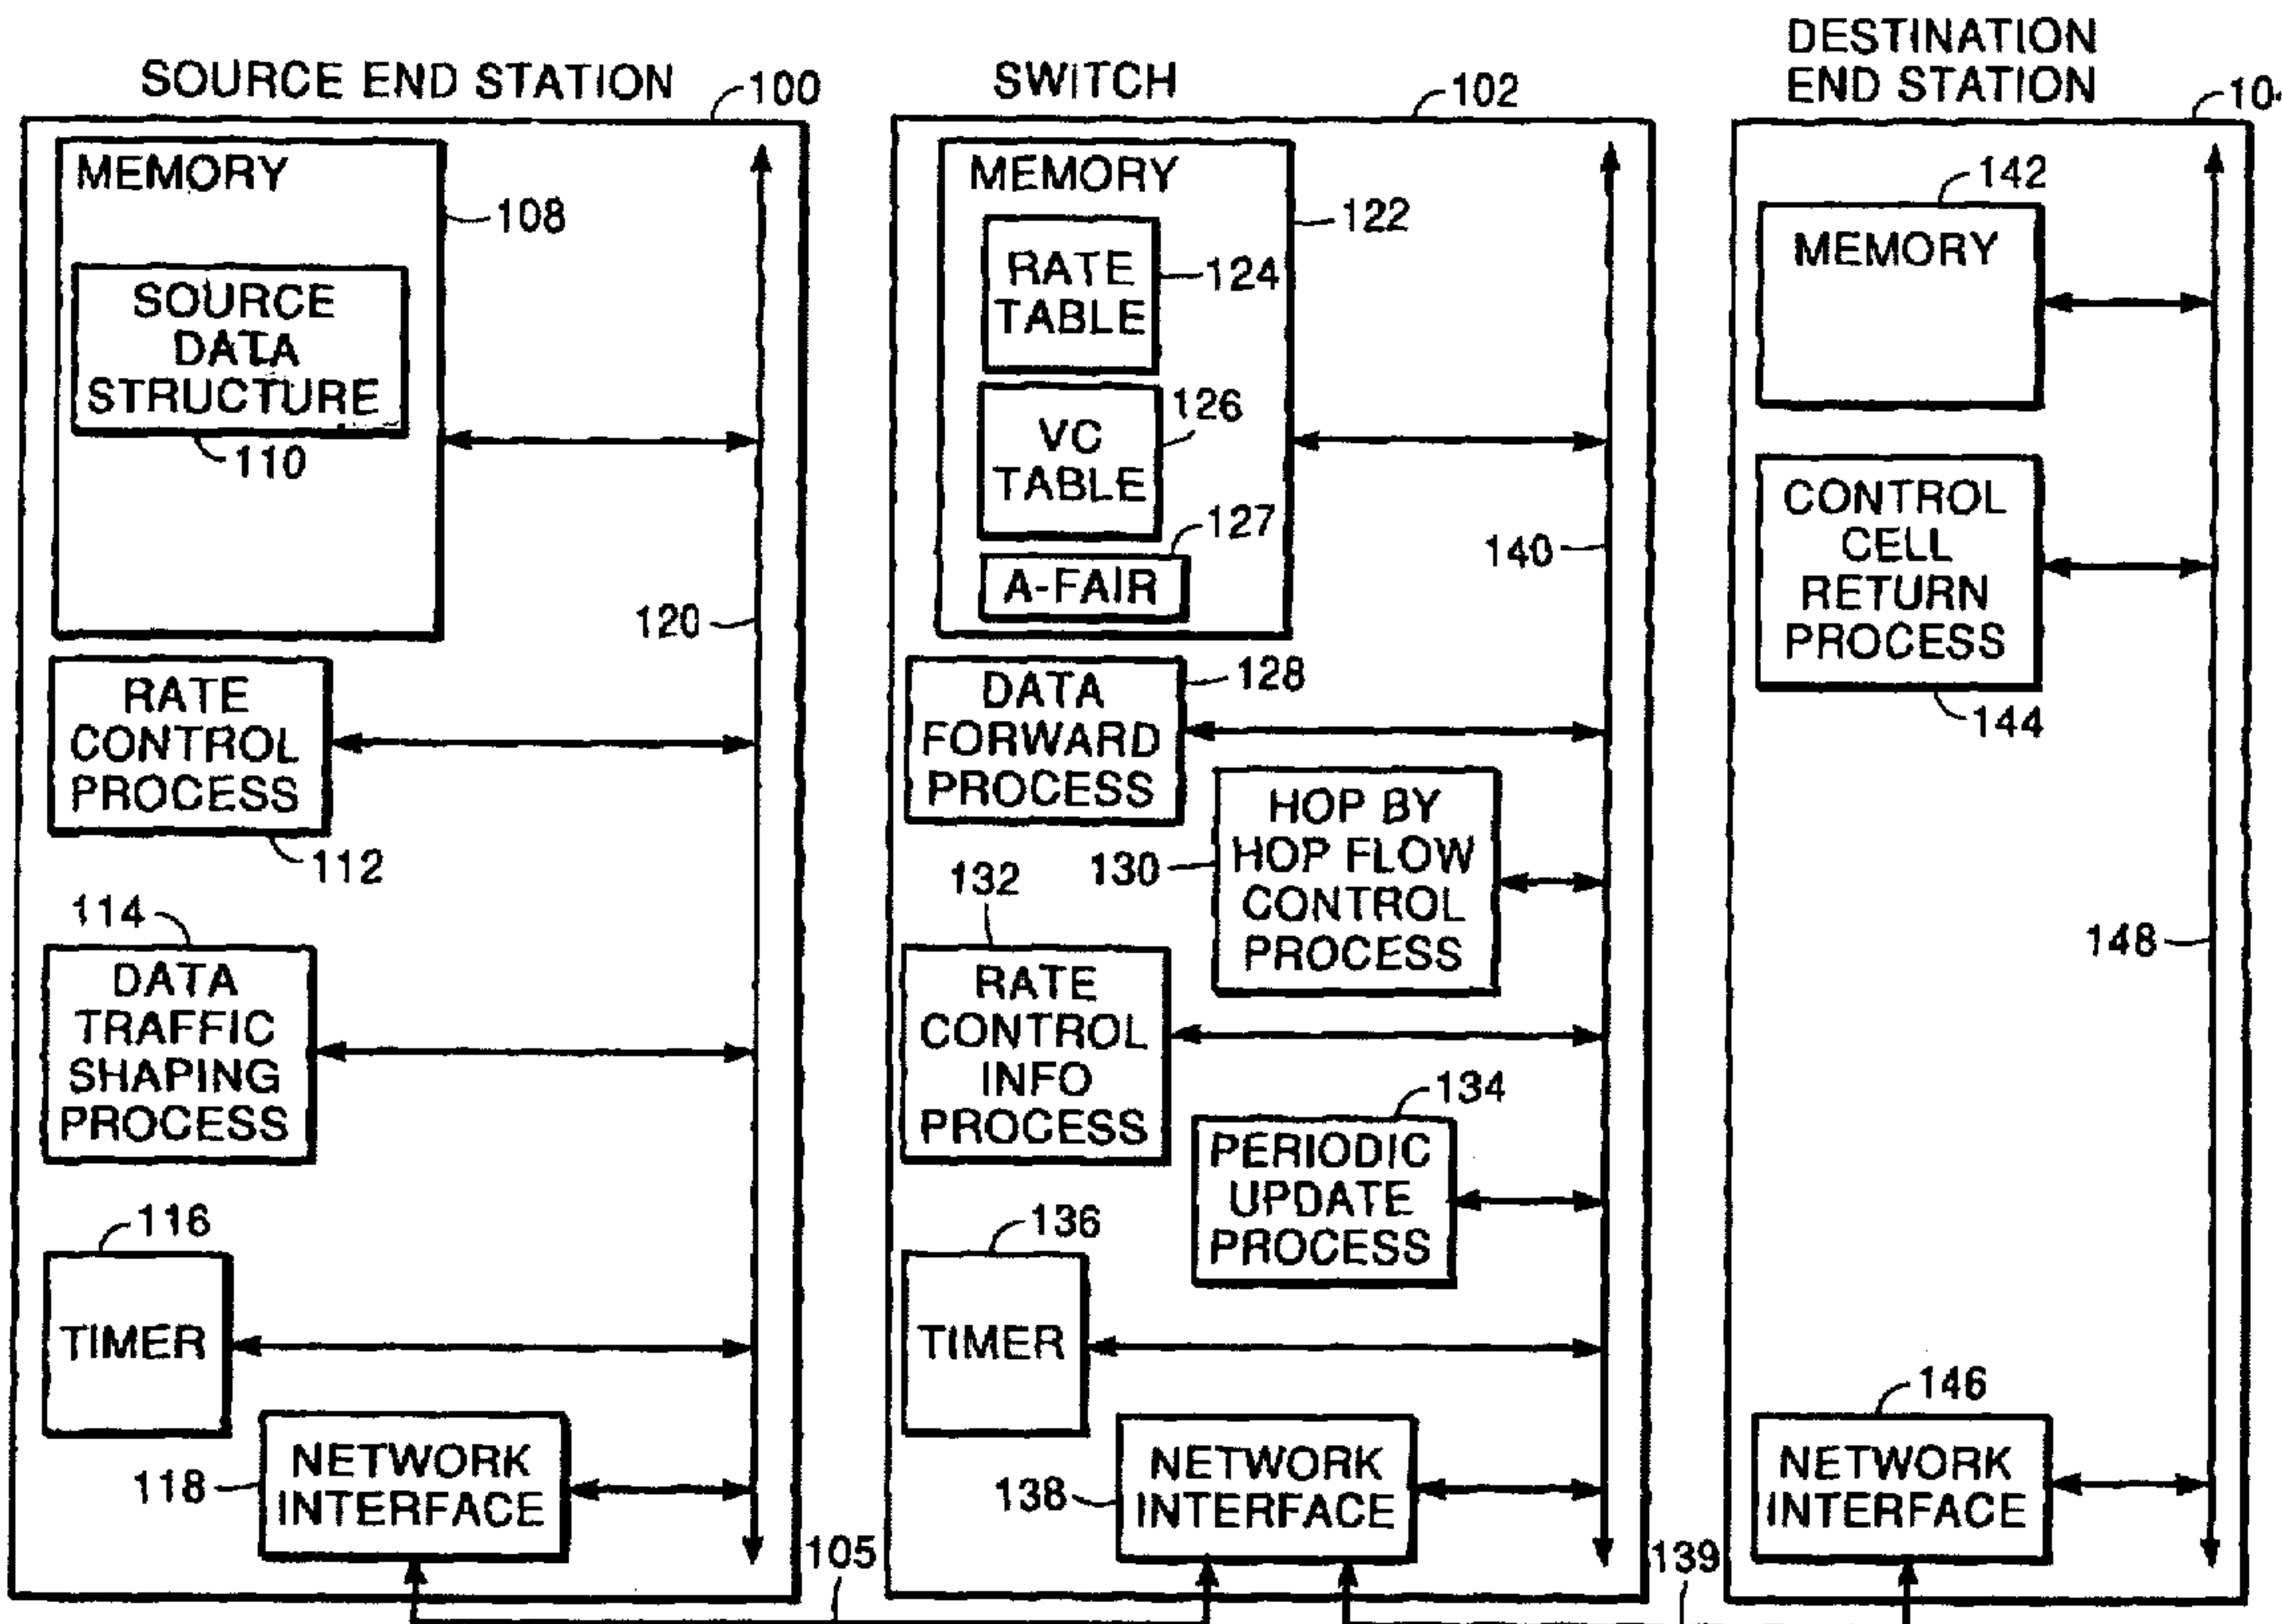 SOURCE END STATION
100
MEMORY
108
SOURCE
DATA
STRUCTURE
110
120
RATE
CONTROL
PROCESS
112
114
DATA
TRAFFIC
SHAPING
PROCESS
116
TIMER
118
NETWORK
INTERFACE
105
SWITCH
102
MEMORY
122
RATE
TABLE
124
126
VC
TABLE
127
A-FAIR
140
128
DATA
FORWARD
PROCESS
130
HOP BY
HOP FLOW
CONTROL
PROCESS
132
RATE
CONTROL
INFO
PROCESS
134
PERIODIC
UPDATE
PROCESS
136
TIMER
138
NETWORK
INTERFACE
139
DESTINATION
END STATION
142
MEMORY
CONTROL
CELL
RETURN
PROCESS
144
148
146
NETWORK
INTERFACE